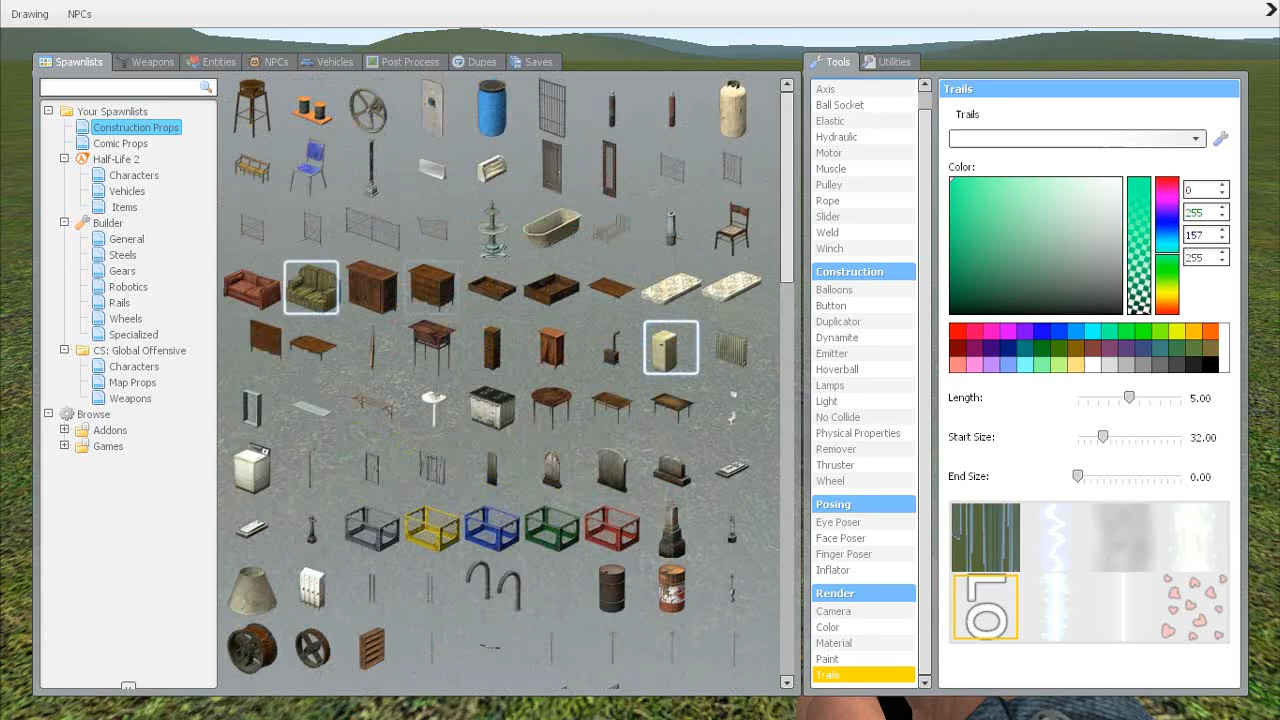 Drawing NPCs
Spawnlists Weapons Entities NPCs Vehicles Post Process Dupes Saves
Your Spawnlists
Construction Props
Comic Props
Half-Life 2
Characters
Vehicles
Items
Builder
General
Steels
Gears
Robotics
Rails
Wheels
Specialized
CS: Global Offensive
Characters
Map Props
Weapons
Browse
Addons
Games
Tools Utilities
Axis
Ball Socket
Elastic
Hydraulic
Motor
Muscle
Pulley
Rope
Slider
Weld
Winch
Construction
Balloons
Button
Duplicator
Dynamite
Emitter
Hoverball
Lamps
Light
No Collide
Physical Properties
Remover
Thruster
Wheel
Posing
Eye Poser
Face Poser
Finger Poser
Inflator
Render
Camera
Color
Material
Paint
Trails
Trails
Trails
Color:
0
255
157
255
Length: 5.00
Start Size: 32.00
End Size: 0.00
LOL